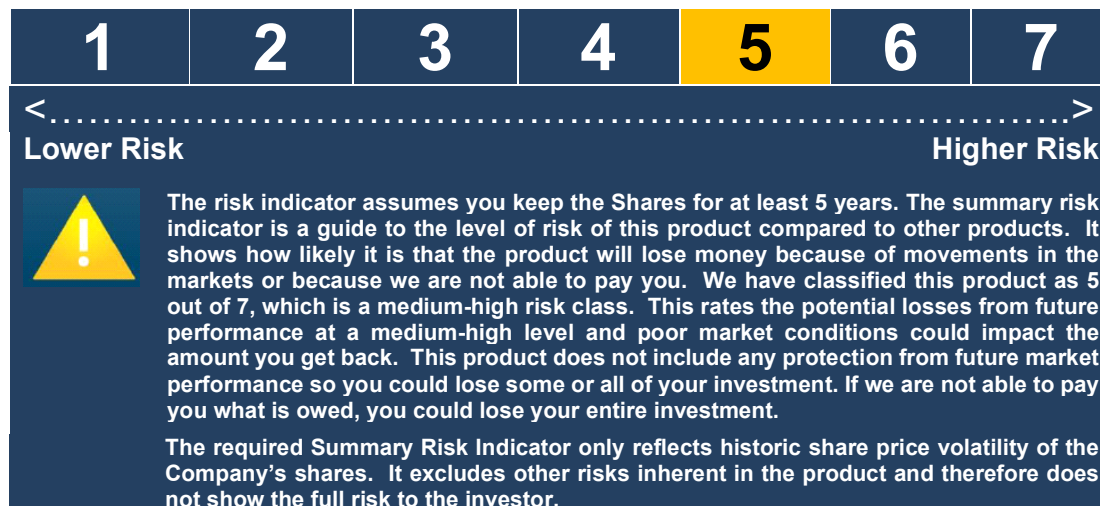 1 2 3 4 5 6 7
<....................................................................................>
Lower Risk Higher Risk
The risk indicator assumes you keep the Shares for at least 5 years. The summary risk
indicator is a guide to the level of risk of this product compared to other products. It
shows how likely it is that the product will lose money because of movements in the
markets or because we are not able to pay you. We have classified this product as 5
out of 7, which is a medium-high risk class. This rates the potential losses from future
performance at a medium-high level and poor market conditions could impact the
amount you get back. This product does not include any protection from future market
performance so you could lose some or all of your investment. If we are not able to pay
you what is owed, you could lose your entire investment.
The required Summary Risk Indicator only reflects historic share price volatility of the
Company's shares. It excludes other risks inherent in the product and therefore does
not show the full risk to the investor.